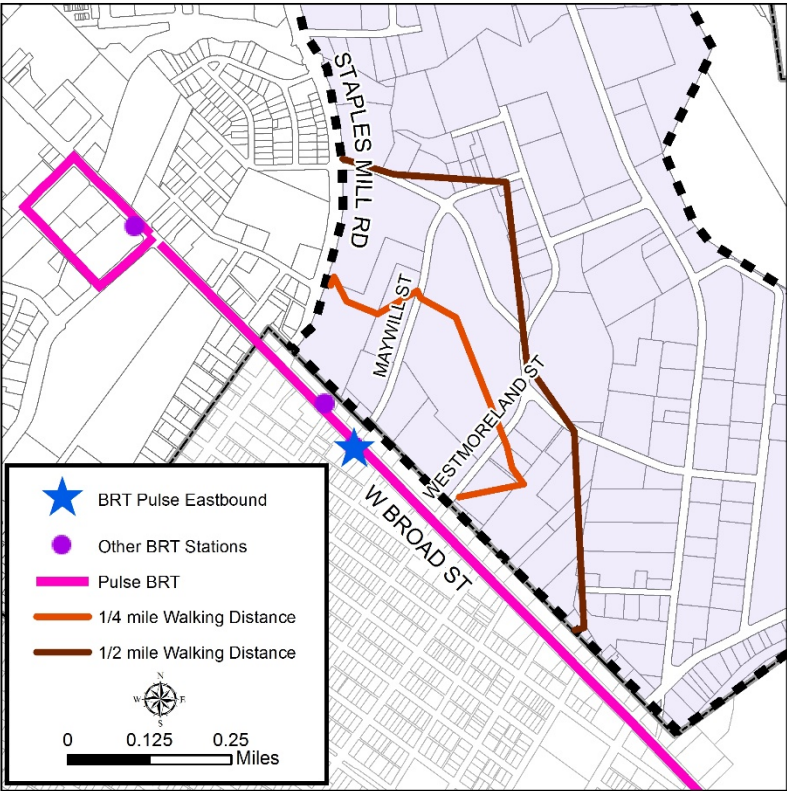 STAPLES MILL RD
MAYWILL ST
WESTMORELAND ST
W BROAD ST
BRT Pulse Eastbound
Other BRT Stations
Pulse BRT
1/4 mile Walking Distance
1/2 mile Walking Distance
N
W E
S
0 0.125 0.25
Miles